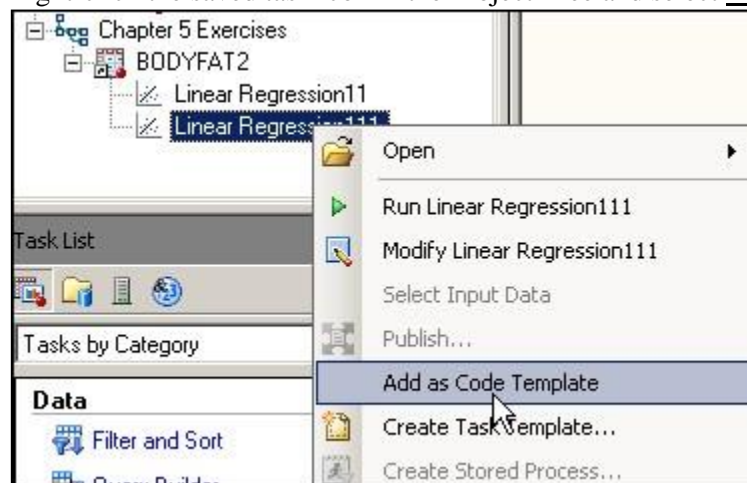 Chapter 5 Exercises
BODYFAT2
Linear Regression11
Linear Regression111
Open
Run Linear Regression111
Modify Linear Regression111
Select Input Data
Publish...
Add as Code Template
Create Task Template...
Create Stored Process...
Task List
Tasks by Category
Data
Filter and Sort